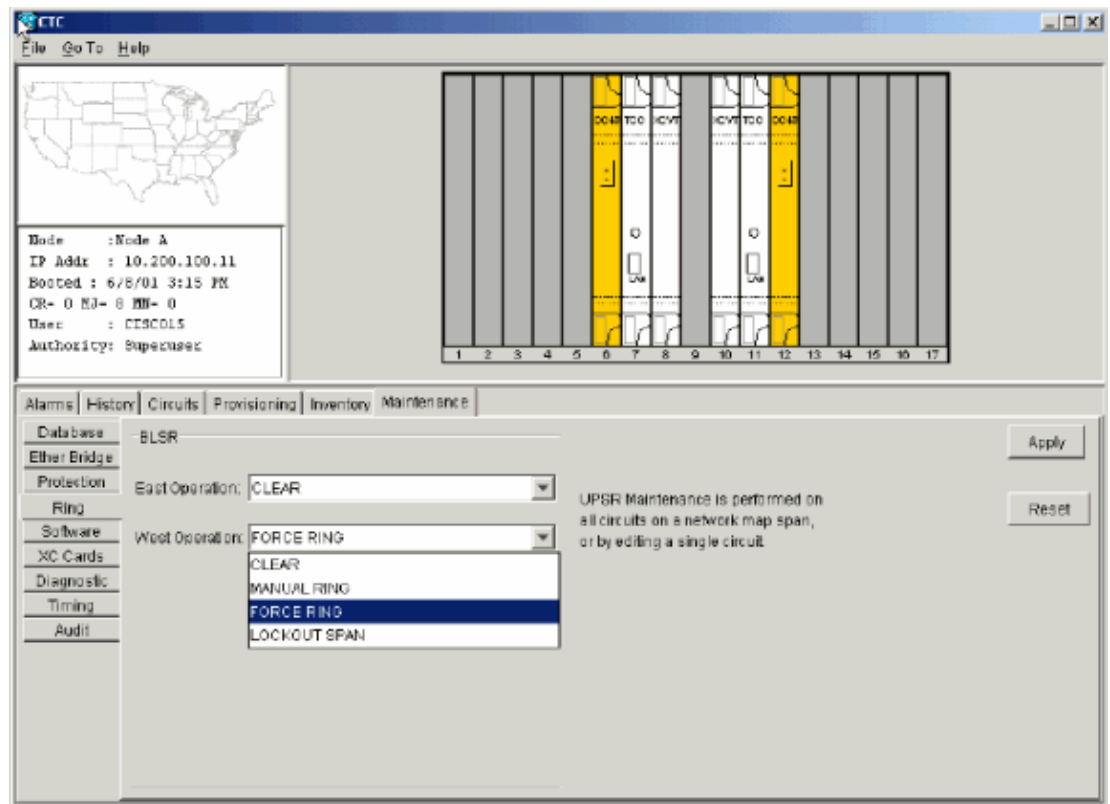 CTC
File Go To Help
OC48 TCC XCVT XCVT TCC OC48
LAN LAN
1 2 3 4 5 6 7 8 9 10 11 12 13 14 15 16 17
Node :Node A
IP Addr : 10.200.100.11
Booted : 6/8/01 3:15 PM
CR- 0 MJ- 8 MN- 0
User : CISCO15
Authority: Superuser
Alarms History Circuits Provisioning Inventory Maintenance
Database
Ether Bridge
Protection
Ring
Software
XC Cards
Diagnostic
Timing
Audit
BLSR
East Operation: CLEAR
West Operation: FORCE RING
CLEAR
MANUAL RING
FORCE RING
LOCKOUT SPAN
UPSR Maintenance is performed on
all circuits on a network map span,
or by editing a single circuit.
Apply
Reset